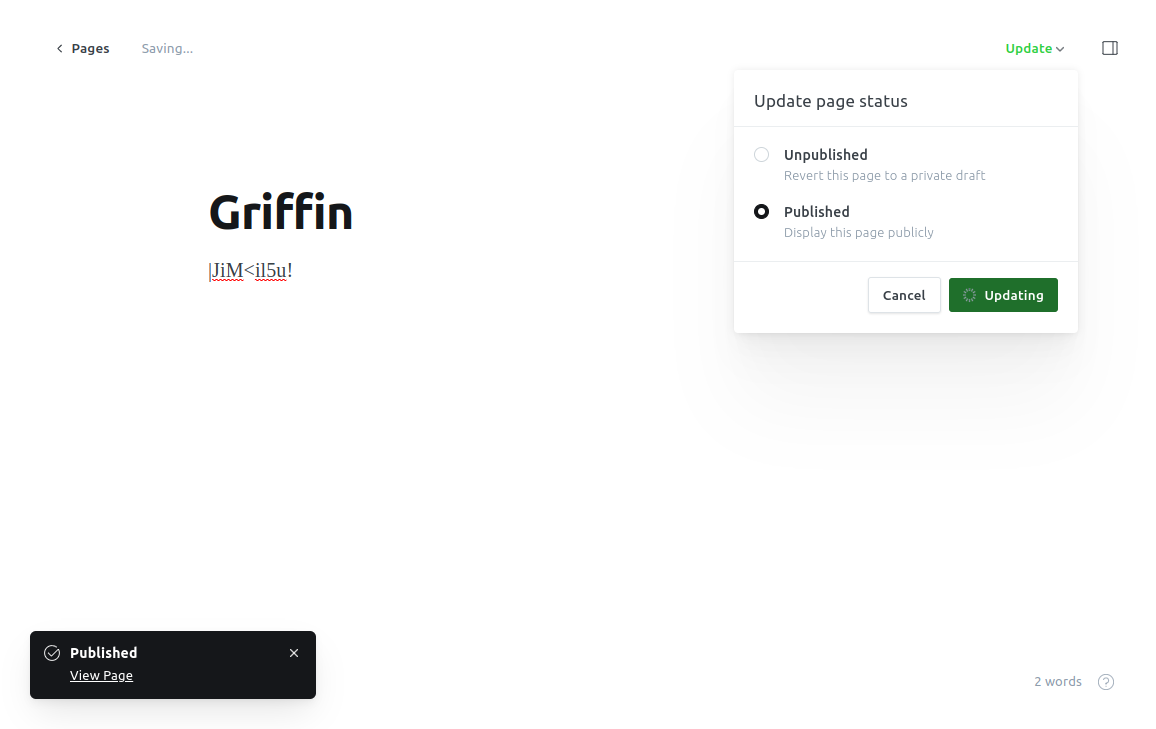 Pages
Saving...
Update
Update page status
Unpublished
Revert this page to a private draft
Published
Display this page publicly
Cancel
Updating
Griffin
|JiM<il5u!
Published
View Page
2 words